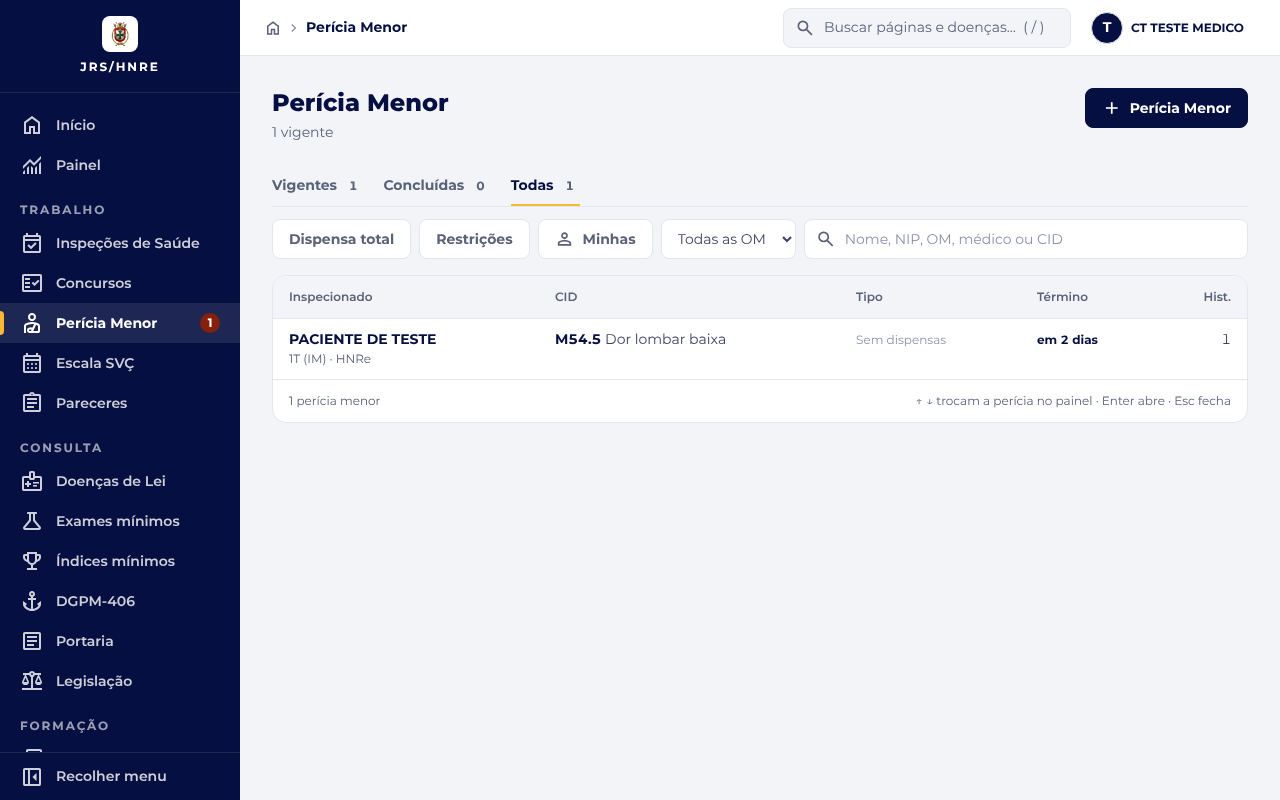 JRS/HNRE
Início
Painel
TRABALHO
Inspeções de Saúde
Concursos
Perícia Menor 1
Escala SVÇ
Pareceres
CONSULTA
Doenças de Lei
Exames mínimos
Índices mínimos
DGPM-406
Portaria
Legislação
FORMAÇÃO
Recolher menu
Perícia Menor
Buscar páginas e doenças... ( / )
T CT TESTE MEDICO
Perícia Menor
1 vigente
+ Perícia Menor
Vigentes 1 Concluídas 0 Todas 1
Dispensa total Restrições Minhas Todas as OM Nome, NIP, OM, médico ou CID
Inspecionado CID Tipo Término Hist.
PACIENTE DE TESTE M54.5 Dor lombar baixa Sem dispensas em 2 dias 1
1T (IM) · HNRe
1 perícia menor ↑ ↓ trocam a perícia no painel · Enter abre · Esc fecha